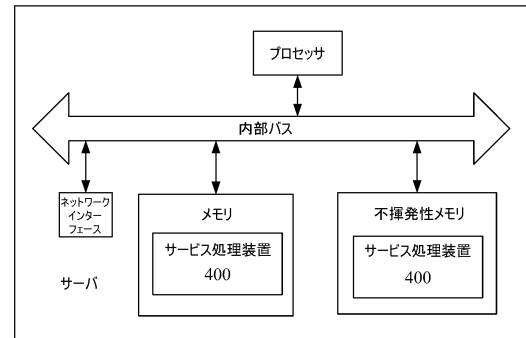 プロセッサ
内部バス
ネットワーク
インター
フェース
メモリ
サービス処理装置
400
不揮発性メモリ
サービス処理装置
400
サーバ